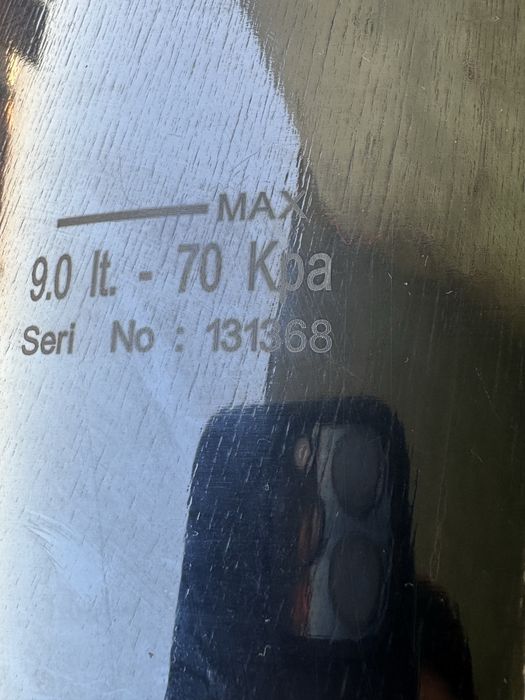 MAX
9.0 lt. - 70 Kpa
Seri No : 131368